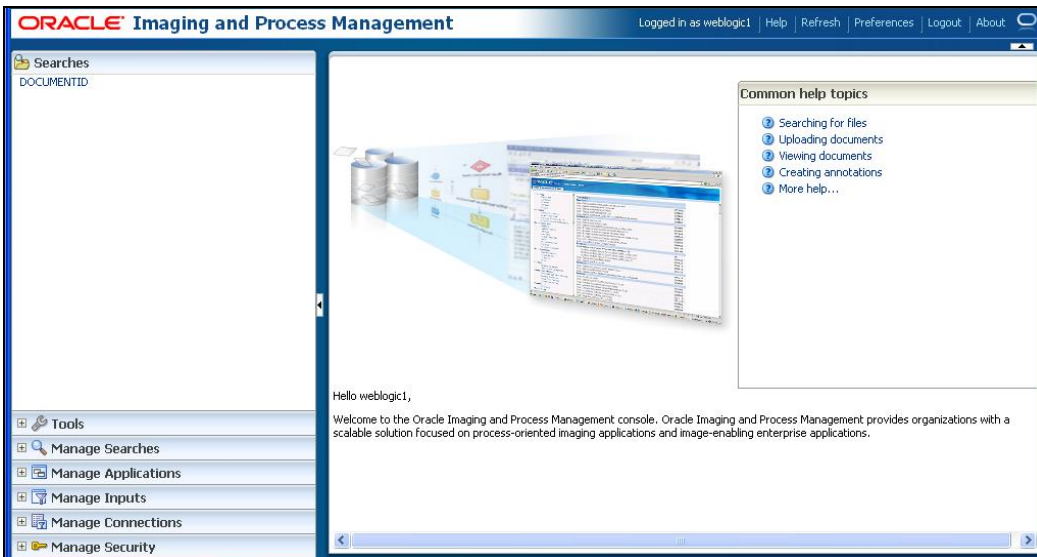 ORACLE Imaging and Process Management
Logged in as weblogic1 | Help | Refresh | Preferences | Logout | About
Searches
DOCUMENTID
Common help topics
Searching for files
Uploading documents
Viewing documents
Creating annotations
More help...
Hello weblogic1,
Welcome to the Oracle Imaging and Process Management console. Oracle Imaging and Process Management provides organizations with a
scalable solution focused on process-oriented imaging applications and image-enabling enterprise applications.
Tools
Manage Searches
Manage Applications
Manage Inputs
Manage Connections
Manage Security